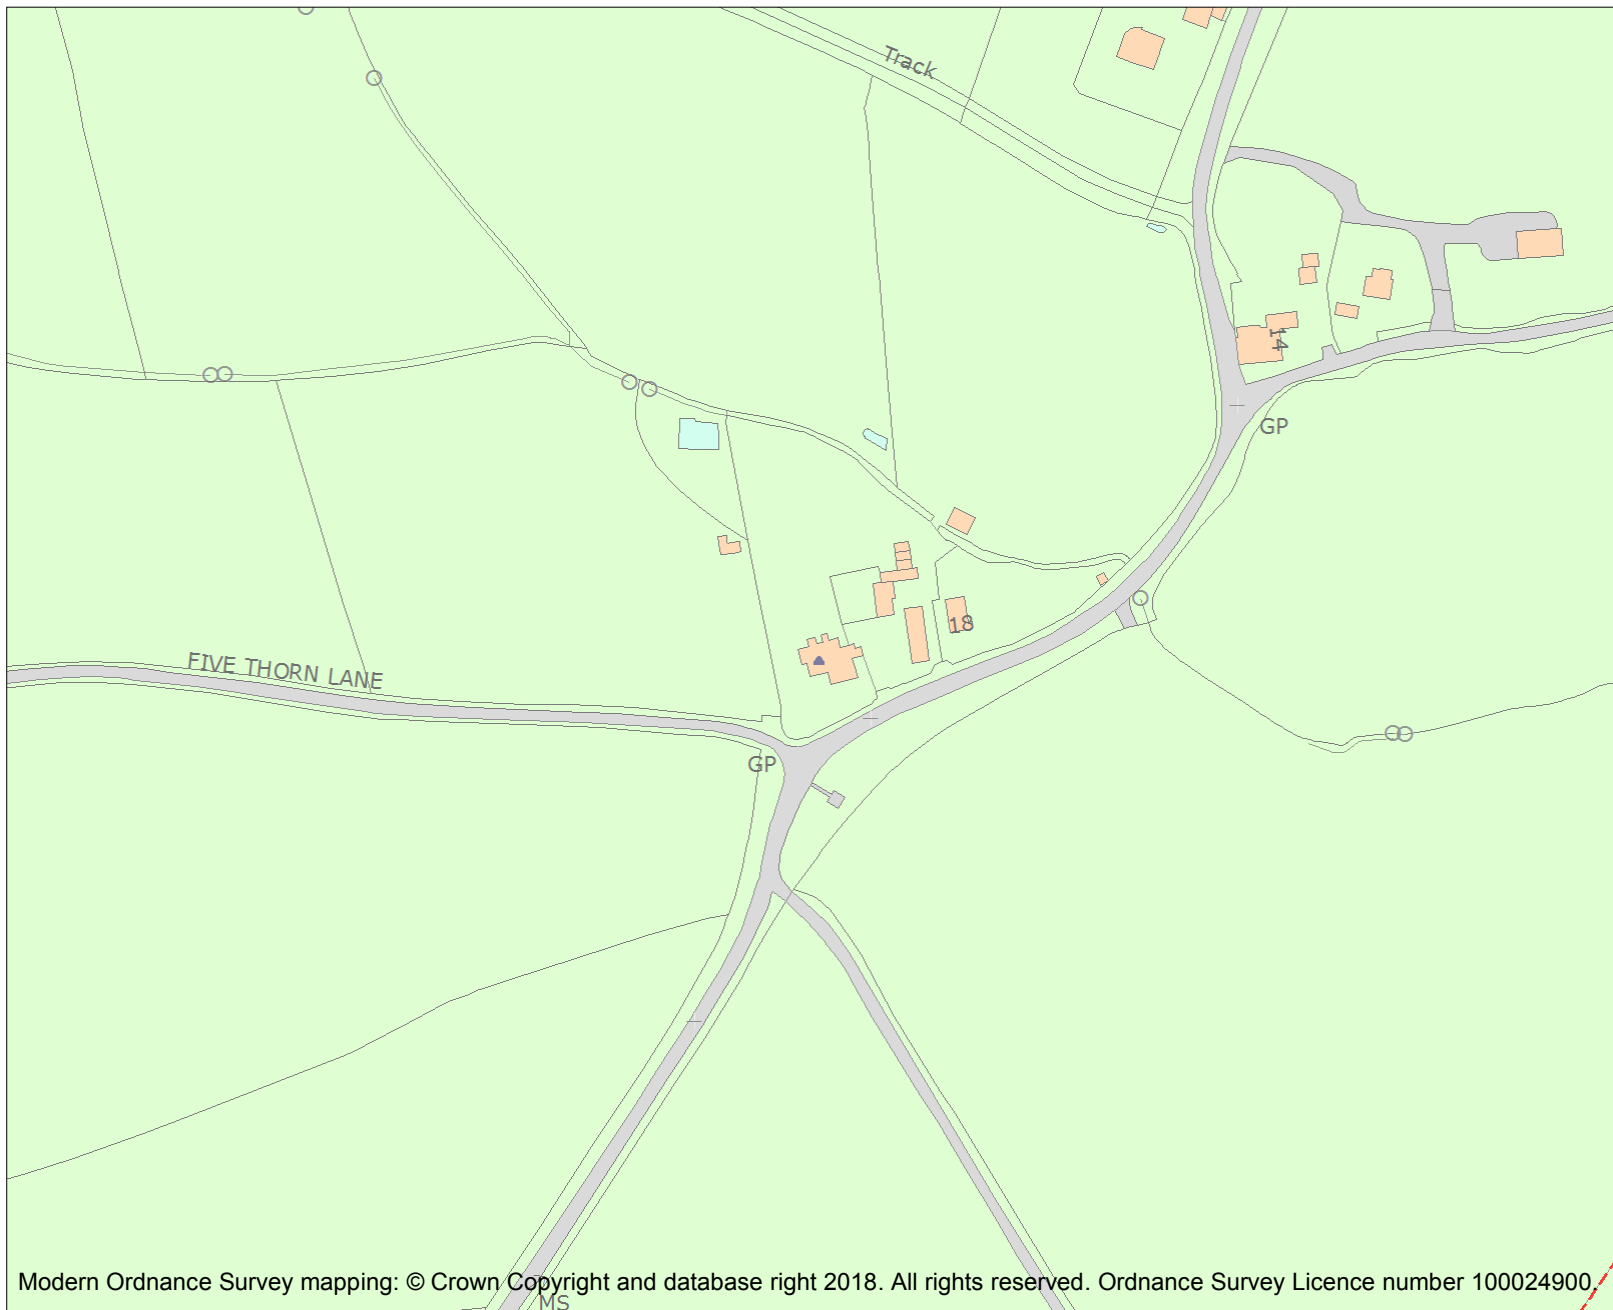 Track
14
GP
18
FIVE THORN LANE
GP
Modern Ordnance Survey mapping: © Crown Copyright and database right 2018. All rights reserved. Ordnance Survey Licence number 100024900.
MS